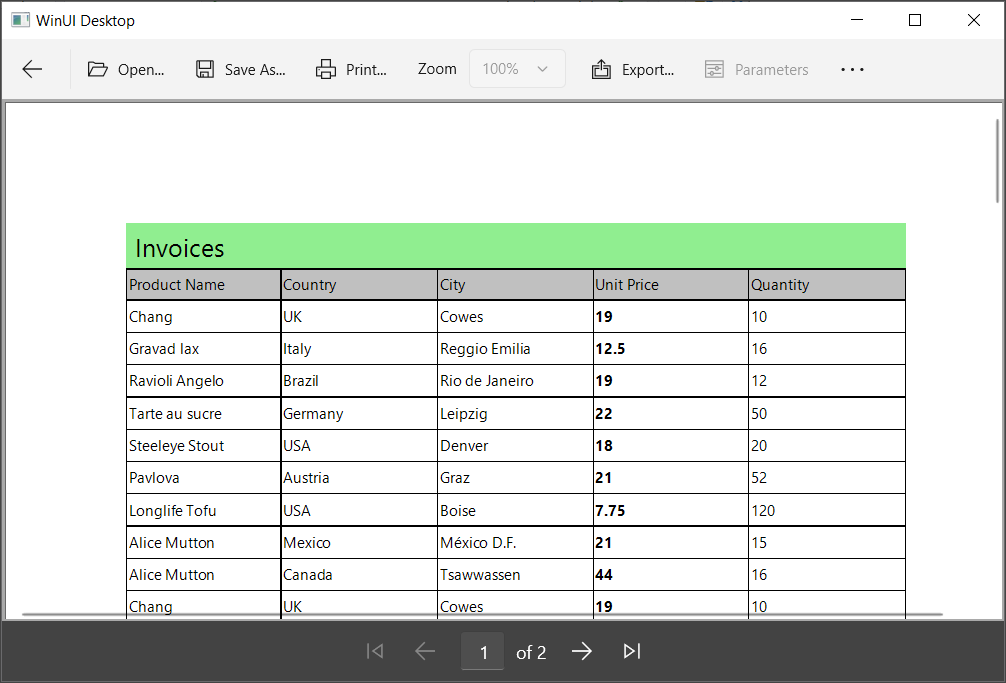 WinUI Desktop
Open... Save As... Print... Zoom 100% Export... Parameters
Invoices
Product Name Country City Unit Price Quantity
Chang UK Cowes 19 10
Gravad lax Italy Reggio Emilia 12.5 16
Ravioli Angelo Brazil Rio de Janeiro 19 12
Tarte au sucre Germany Leipzig 22 50
Steeleye Stout USA Denver 18 20
Pavlova Austria Graz 21 52
Longlife Tofu USA Boise 7.75 120
Alice Mutton Mexico México D.F. 21 15
Alice Mutton Canada Tsawwassen 44 16
Chang UK Cowes 19 10
1 of 2